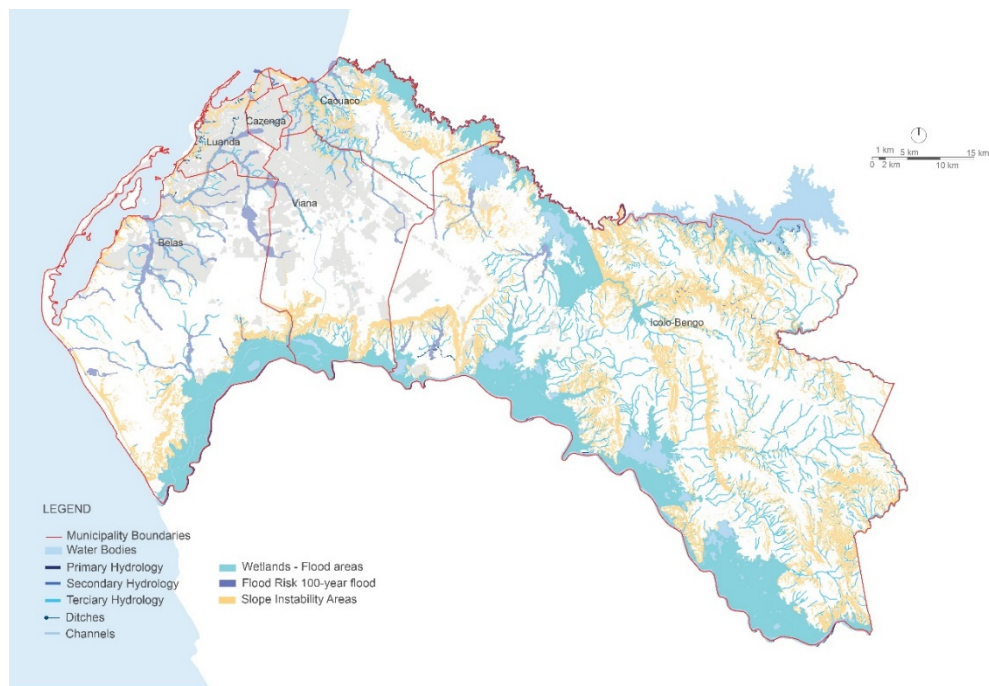 Cacuaco
Cazenga
Luanda
Viana
Belas
Icolo-Bengo
1 km 5 km 15 km
0 2 km 10 km
LEGEND
Municipality Boundaries
Water Bodies
Primary Hydrology
Secondary Hydrology
Terciary Hydrology
Ditches
Channels
Wetlands - Flood areas
Flood Risk 100-year flood
Slope Instability Areas